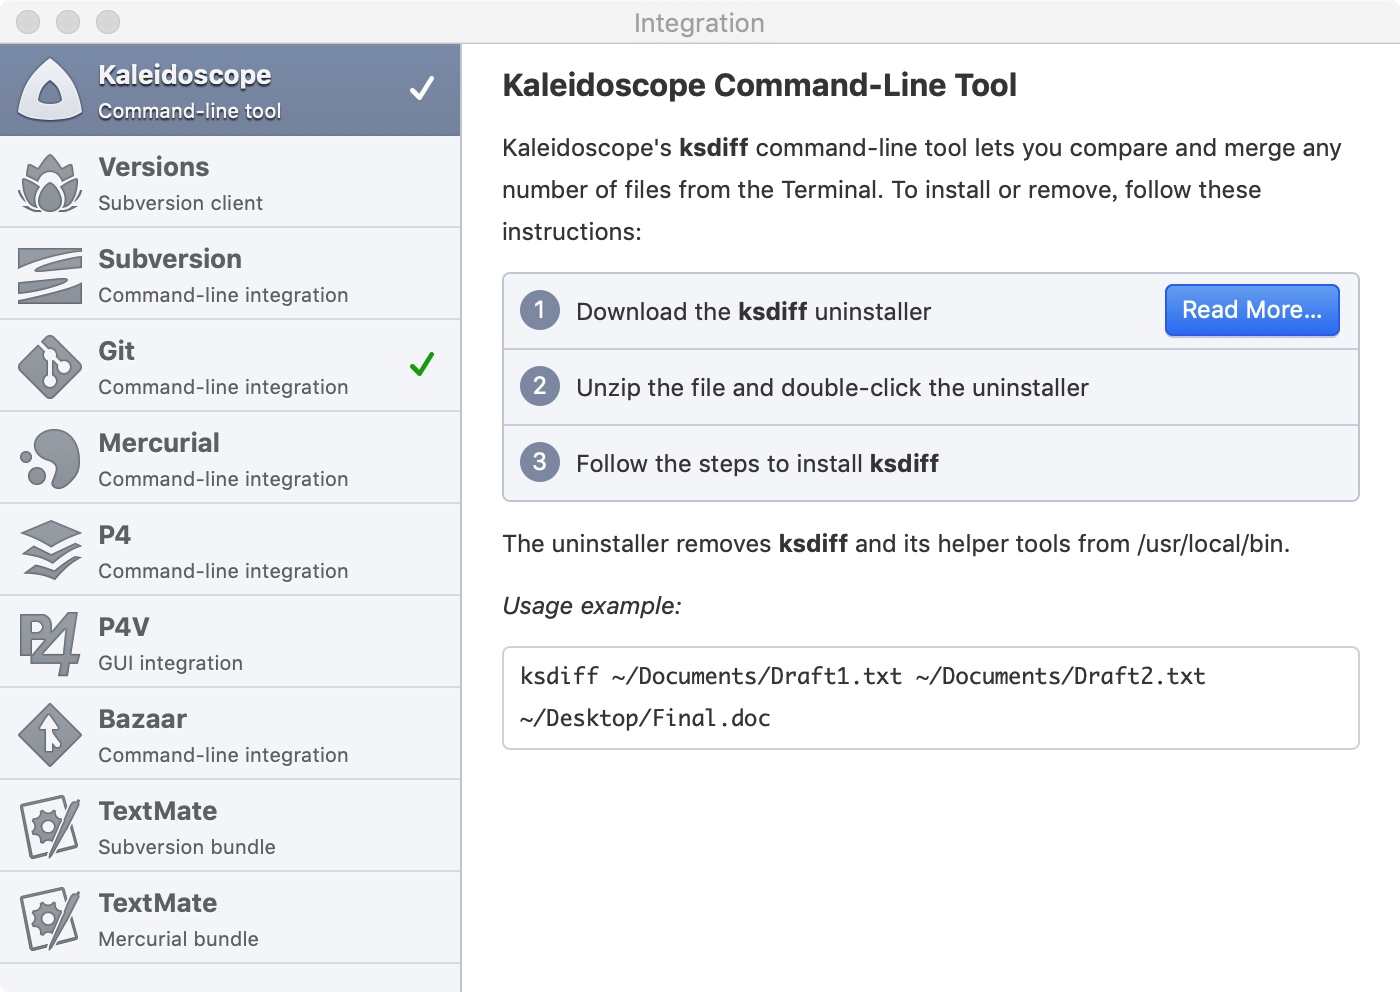 Integration
Kaleidoscope
Command-line tool
Versions
Subversion client
Subversion
Command-line integration
Git
Command-line integration
Mercurial
Command-line integration
P4
Command-line integration
P4
P4V
GUI integration
Bazaar
Command-line integration
TextMate
Subversion bundle
TextMate
Mercurial bundle
Kaleidoscope Command-Line Tool
Kaleidoscope's ksdiff command-line tool lets you compare and merge any
number of files from the Terminal. To install or remove, follow these
instructions:
1 Download the ksdiff uninstaller Read More...
2 Unzip the file and double-click the uninstaller
3 Follow the steps to install ksdiff
The uninstaller removes ksdiff and its helper tools from /usr/local/bin.
Usage example:
ksdiff ~/Documents/Draft1.txt ~/Documents/Draft2.txt
~/Desktop/Final.doc